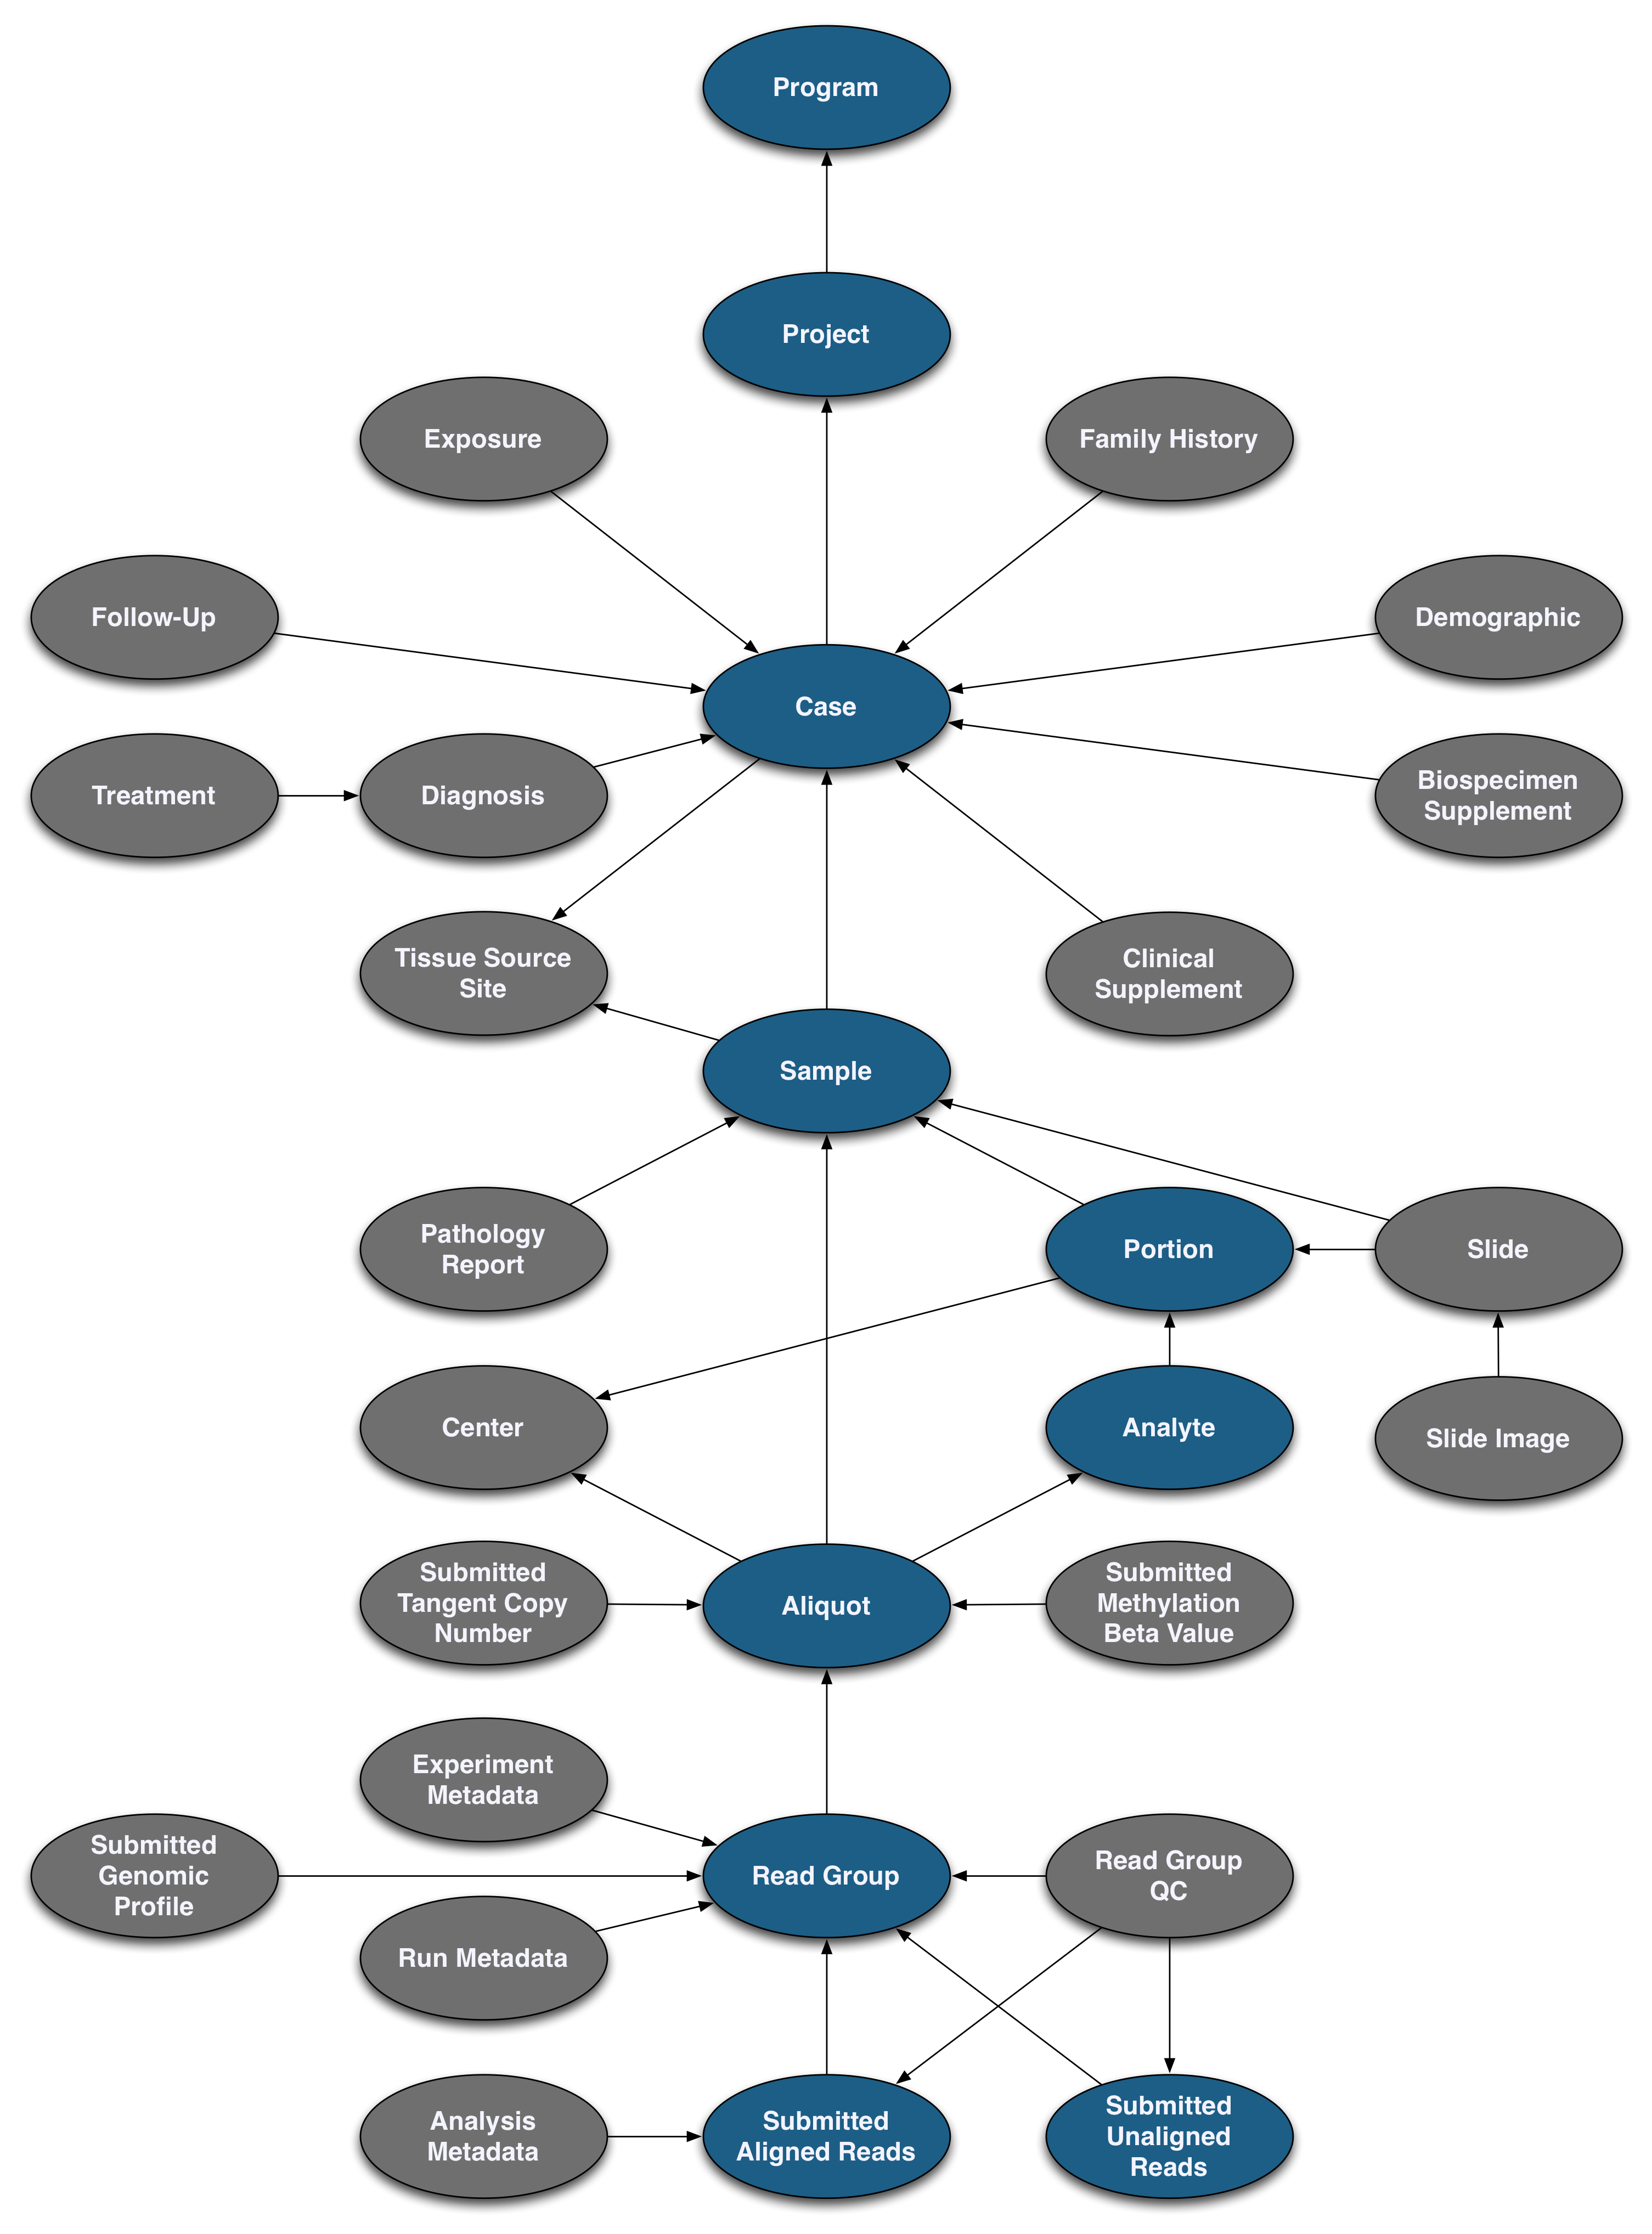 Program
Project
Exposure
Family History
Follow-Up
Demographic
Case
Treatment
Diagnosis
Biospecimen
Supplement
Tissue Source
Site
Clinical
Supplement
Sample
Pathology
Report
Portion
Slide
Center
Analyte
Slide Image
Submitted
Tangent Copy
Number
Aliquot
Submitted
Methylation
Beta Value
Experiment
Metadata
Submitted
Genomic
Profile
Read Group
Read Group
QC
Run Metadata
Analysis
Metadata
Submitted
Aligned Reads
Submitted
Unaligned
Reads